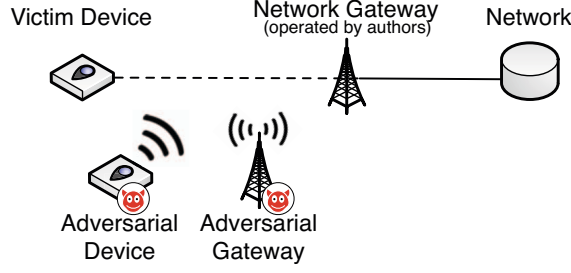 Victim Device
Network Gateway
(operated by authors)
Network
Adversarial
Device
Adversarial
Gateway